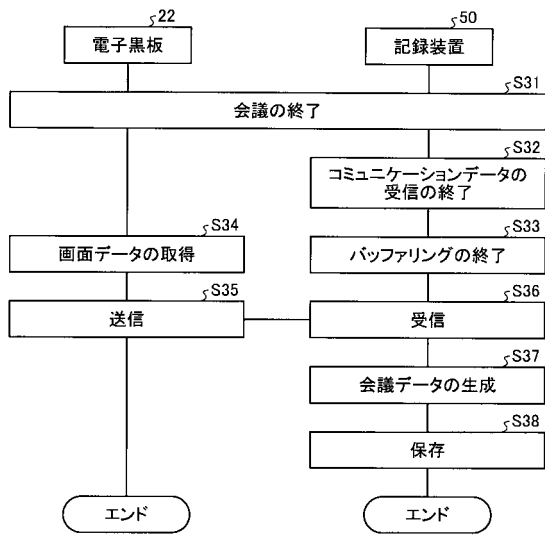 22
電子黒板
50
記録装置
S31
会議の終了
S32
コミュニケーションデータの
受信の終了
S34
画面データの取得
S33
バッファリングの終了
S35
送信
S36
受信
S37
会議データの生成
S38
保存
エンド
エンド